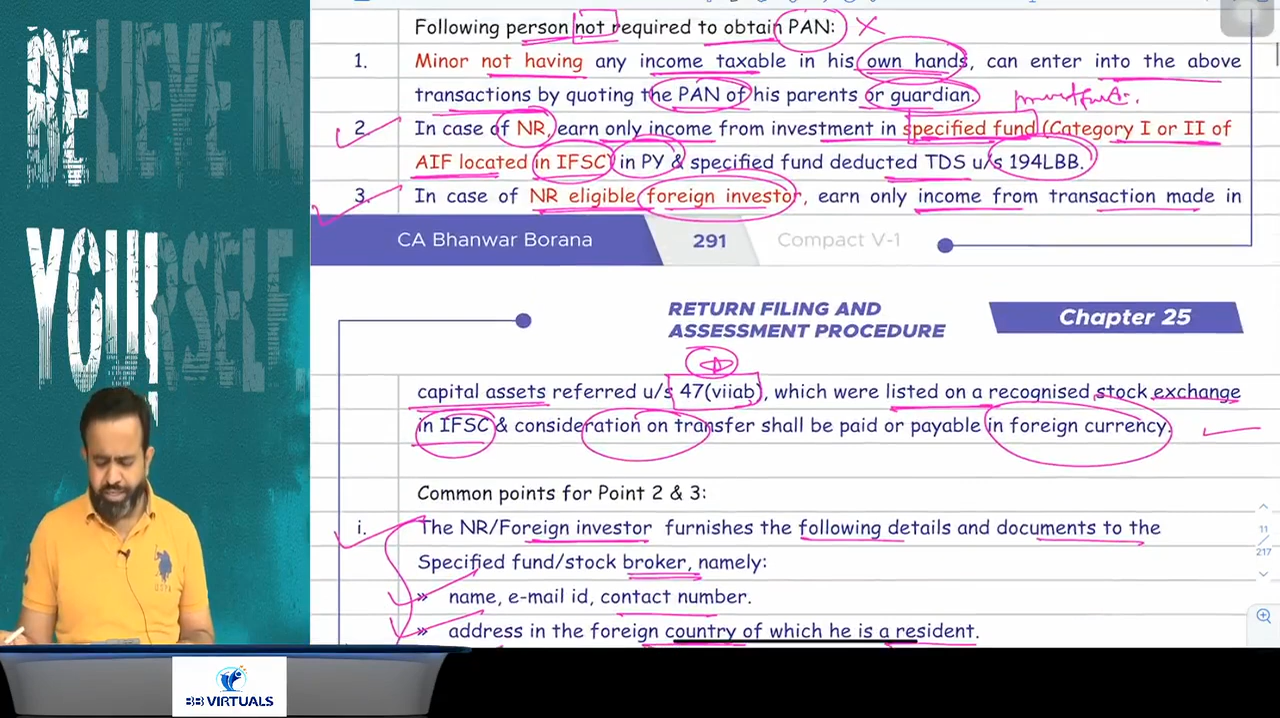 BELIEVE IN
YOURSELF.
Following person not required to obtain PAN:
1. Minor not having any income taxable in his own hands, can enter into the above
transactions by quoting the PAN of his parents or guardian.
2. In case of NR, earn only income from investment in specified fund (Category I or II of
AIF located in IFSC) in PY & specified fund deducted TDS u/s 194LBB.
3. In case of NR eligible foreign investor, earn only income from transaction made in
CA Bhanwar Borana 291 Compact V-1
RETURN FILING AND
ASSESSMENT PROCEDURE
Chapter 25
capital assets referred u/s 47(viiab), which were listed on a recognised stock exchange
in IFSC & consideration on transfer shall be paid or payable in foreign currency.
Common points for Point 2 & 3:
i. The NR/Foreign investor furnishes the following details and documents to the
Specified fund/stock broker, namely:
» name, e-mail id, contact number.
» address in the foreign country of which he is a resident.
11
/
217
BB VIRTUALS